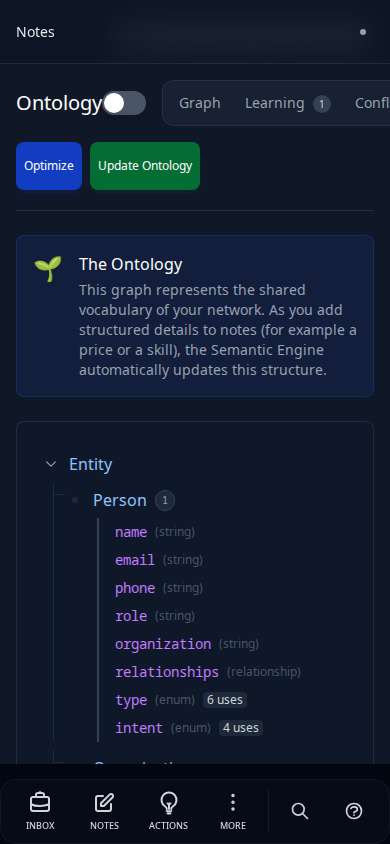 Notes
Ontology
Graph Learning 1
Optimize Update Ontology
The Ontology
This graph represents the shared
vocabulary of your network. As you add
structured details to notes (for example a
price or a skill), the Semantic Engine
automatically updates this structure.
Entity
Person 1
name (string)
email (string)
phone (string)
role (string)
organization (string)
relationships (relationship)
type (enum) 6 uses
intent (enum) 4 uses
INBOX NOTES ACTIONS MORE